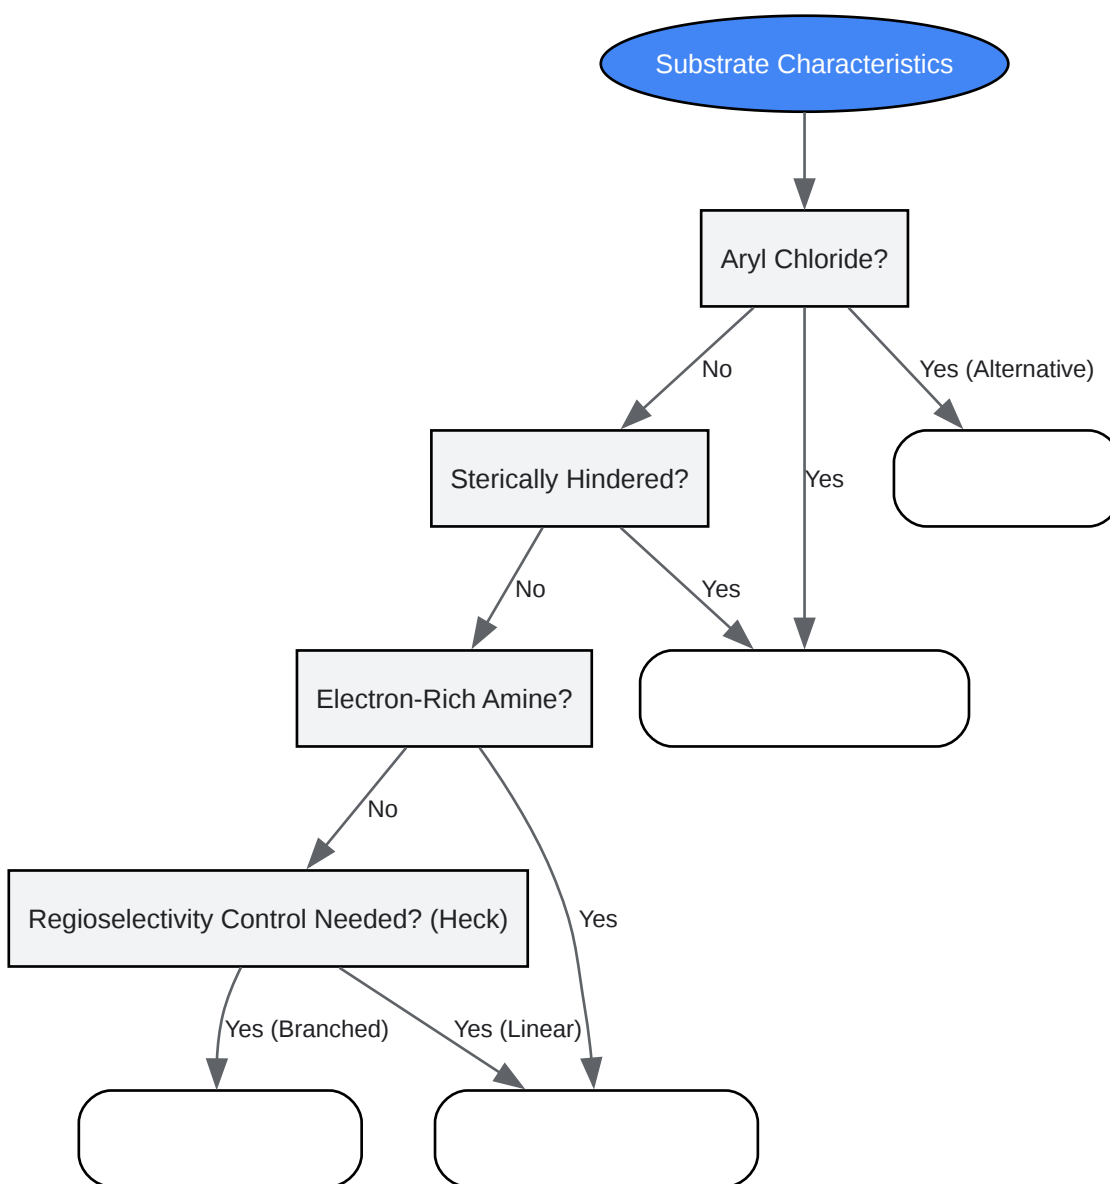 Substrate Characteristics
Aryl Chloride?
No
Yes (Alternative)
Sterically Hindered?
Yes
No
Yes
Electron-Rich Amine?
No
Regioselectivity Control Needed? (Heck)
Yes
Yes (Branched)
Yes (Linear)